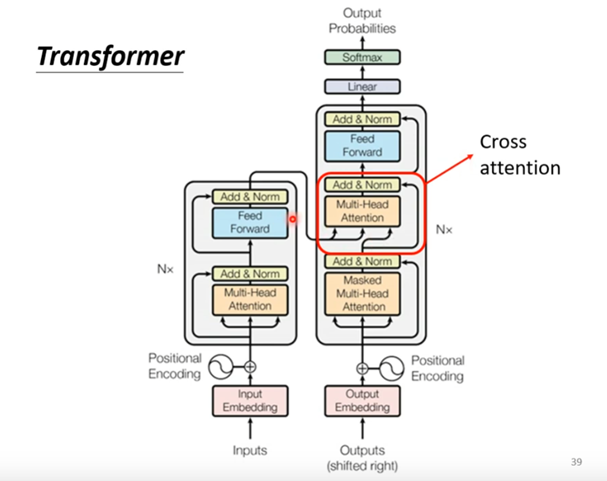 Transformer
Output
Probabilities
Softmax
Linear
Add & Norm
Feed
Forward
Add & Norm
Multi-Head
Attention
Cross
attention
Nx
Add & Norm
Masked
Multi-Head
Attention
Add & Norm
Feed
Forward
Nx
Add & Norm
Multi-Head
Attention
Positional
Encoding
Positional
Encoding
Input
Embedding
Output
Embedding
Inputs
Outputs
(shifted right)
39